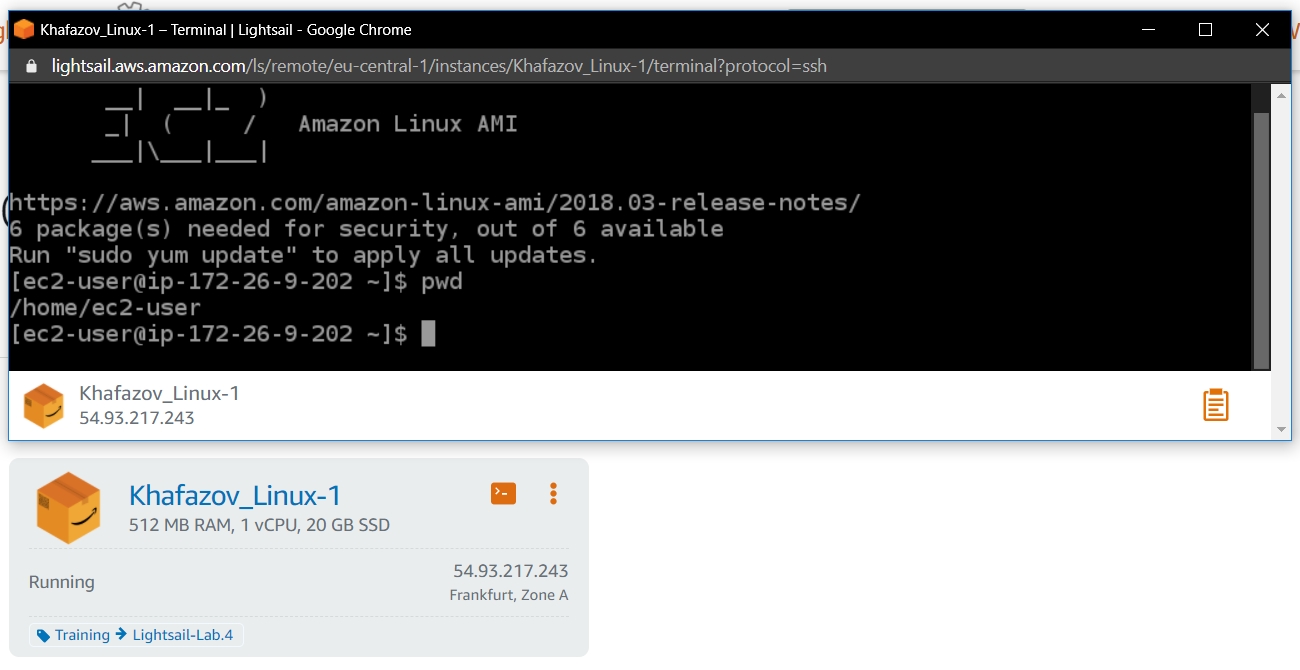 Khafazov_Linux-1 – Terminal | Lightsail - Google Chrome
lightsail.aws.amazon.com/ls/remote/eu-central-1/instances/Khafazov_Linux-1/terminal?protocol=ssh
__|  __|_  )
_|  (     /   Amazon Linux AMI
___|\___|___|
https://aws.amazon.com/amazon-linux-ami/2018.03-release-notes/
6 package(s) needed for security, out of 6 available
Run "sudo yum update" to apply all updates.
[ec2-user@ip-172-26-9-202 ~]$ pwd
/home/ec2-user
[ec2-user@ip-172-26-9-202 ~]$
Khafazov_Linux-1
54.93.217.243
Khafazov_Linux-1
512 MB RAM, 1 vCPU, 20 GB SSD
Running
54.93.217.243
Frankfurt, Zone A
Training → Lightsail-Lab.4